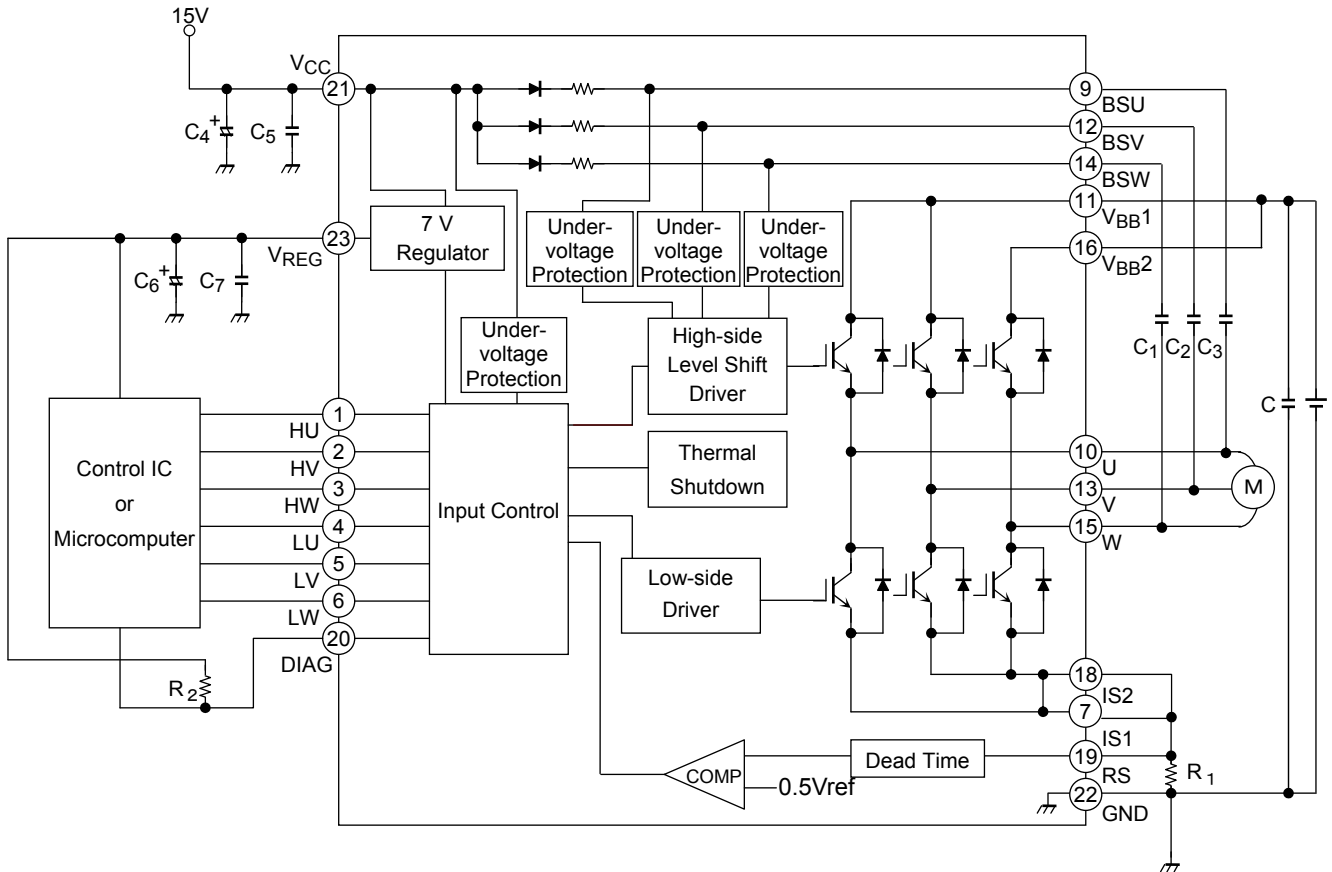 15V
VCC
21
C4
+
C5
9
BSU
12
BSV
14
BSW
11
VBB1
16
VBB2
23
VREG
7 V
Regulator
C6
+
C7
Under-
voltage
Protection
Under-
voltage
Protection
Under-
voltage
Protection
Under-
voltage
Protection
High-side
Level Shift
Driver
C1
C2
C3
C
Control IC
or
Microcomputer
1
HU
2
HV
3
HW
4
LU
5
LV
6
LW
20
DIAG
R2
Input Control
Thermal
Shutdown
Low-side
Driver
10
U
13
V
15
W
M
18
IS2
7
IS1
19
RS
22
GND
R1
COMP
Dead Time
0.5Vref